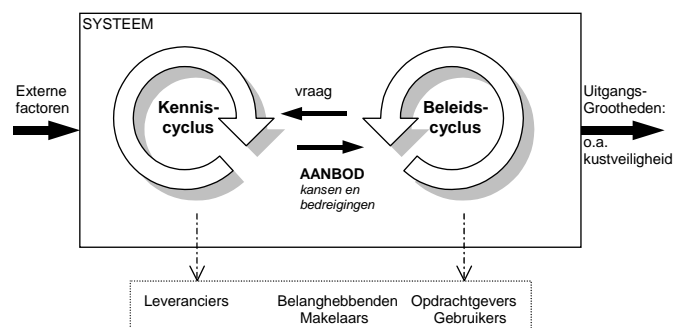 SYSTEEM
Externe
factoren
Kennis-
cyclus
vraag
AANBOD
kansen en
bedreigingen
Beleids-
cyclus
Uitgangs-
Grootheden:
o.a.
kustveiligheid
Leveranciers
Belanghebbenden
Makelaars
Opdrachtgevers
Gebruikers